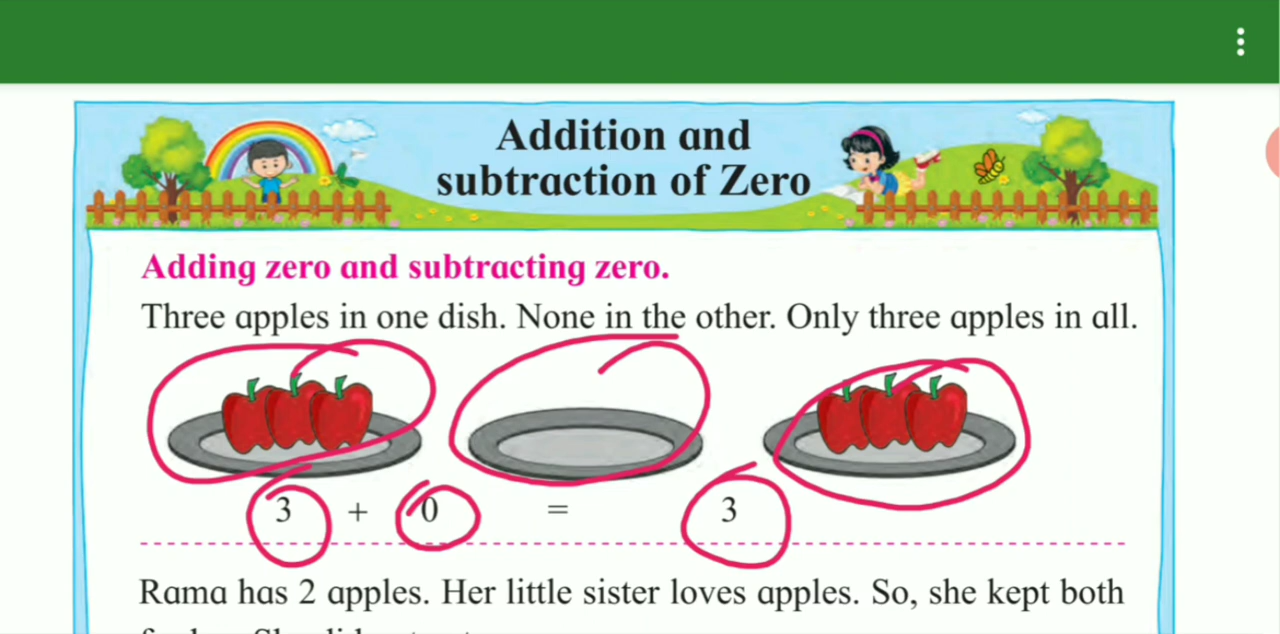 Addition and
subtraction of Zero
Adding zero and subtracting zero.
Three apples in one dish. None in the other. Only three apples in all.
3 + 0 = 3
Rama has 2 apples. Her little sister loves apples. So, she kept both